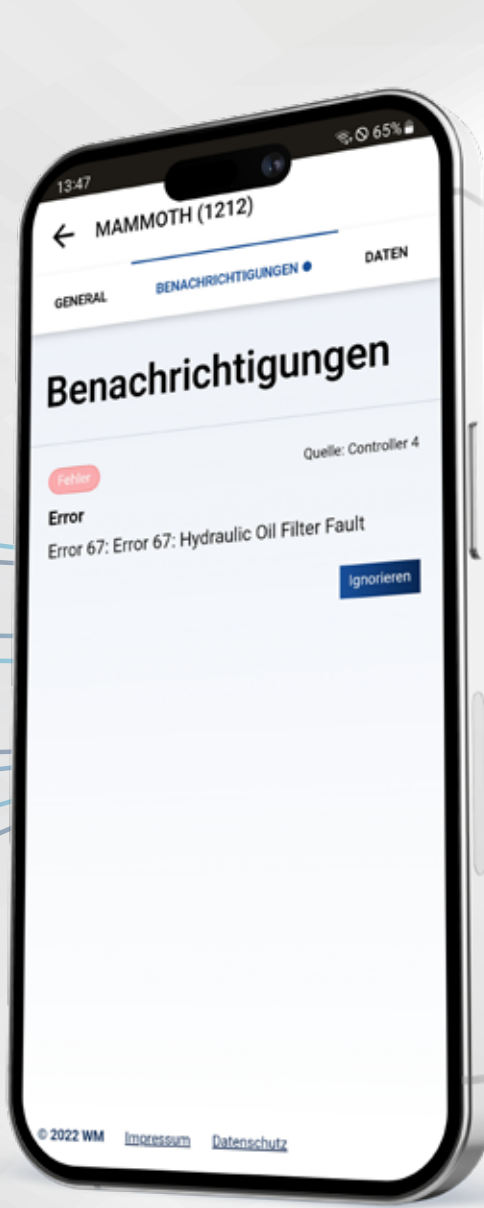 13:47
65%
MAMMOTH (1212)
GENERAL
BENACHRICHTIGUNGEN
DATEN
Benachrichtigungen
Fehler
Quelle: Controller 4
Error
Error 67: Error 67: Hydraulic Oil Filter Fault
Ignorieren
© 2022 WM Impressum Datenschutz